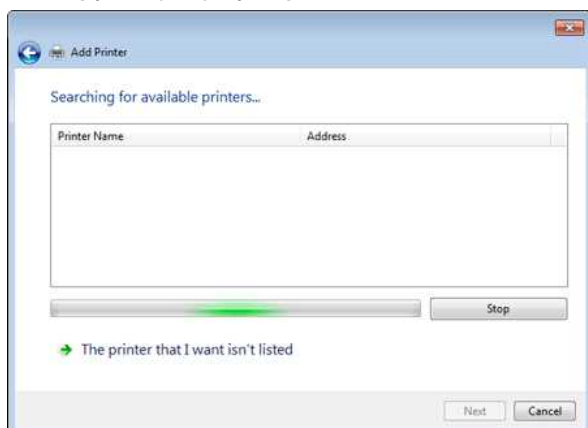 Add Printer
Searching for available printers...
Printer Name Address
Stop
The printer that I want isn't listed
Next Cancel